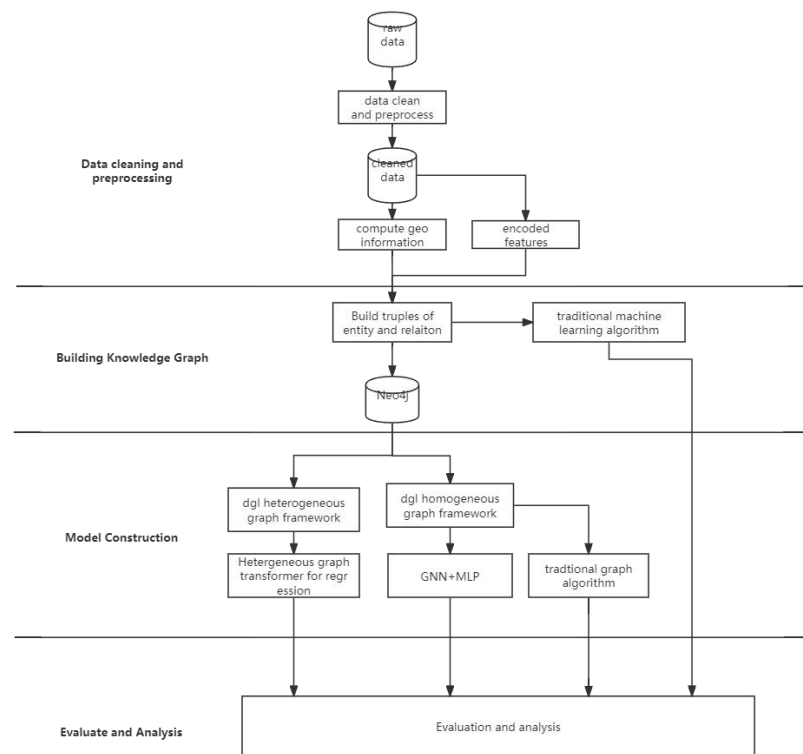 raw
data
data clean
and preprocess
Data cleaning and
preprocessing
cleaned
data
compute geo
information
encoded
features
Build truples of
entity and relaiton
traditional machine
learning algorithm
Building Knowledge Graph
Neo4j
dgl heterogeneous
graph framework
dgl homogeneous
graph framework
Model Construction
Hetergeneous graph
transformer for regr
ession
GNN+MLP
tradtional graph
algorithm
Evaluation and analysis
Evaluate and Analysis